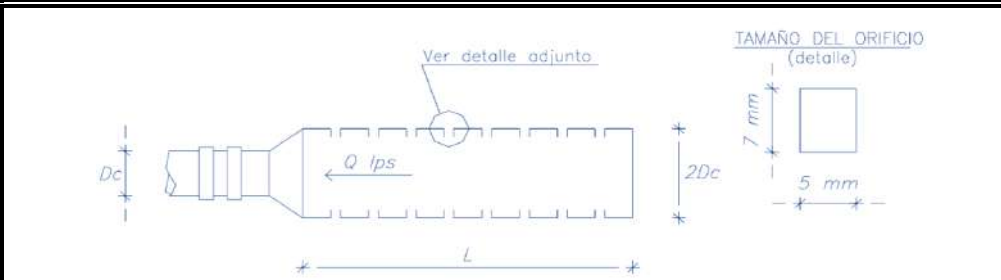 TAMAÑO DEL ORIFICIO
(detalle)
Ver detalle adjunto
7 mm
Dc
Q lps
2Dc
5 mm
L